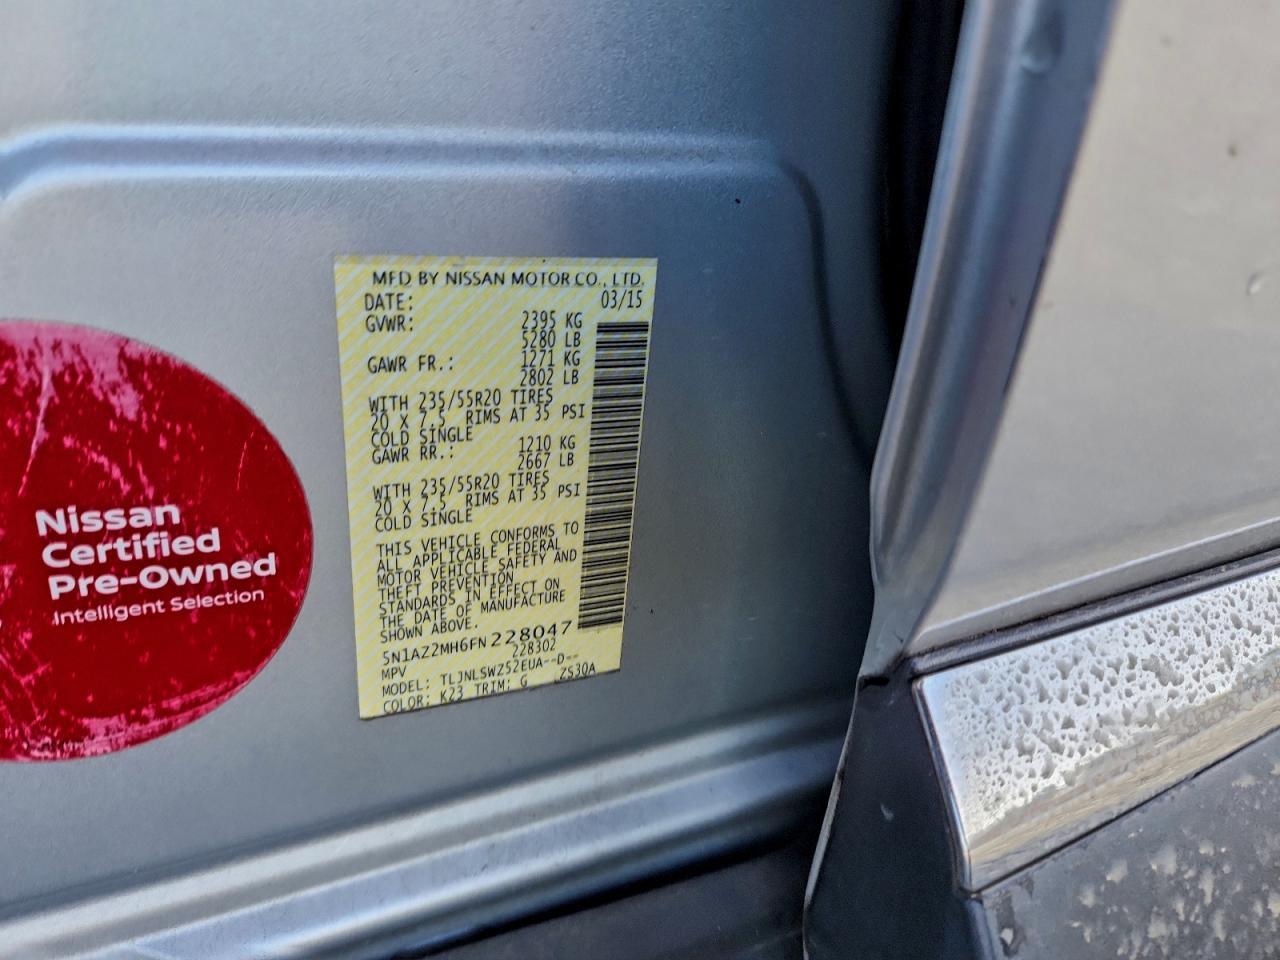 MFD BY NISSAN MOTOR CO., LTD.
DATE: 03/15
GVWR: 2395 KG
5280 LB
GAWR FR.: 1271 KG
2802 LB
WITH 235/55R20 TIRES
20 X 7.5 RIMS AT 35 PSI
COLD SINGLE
GAWR RR.: 1210 KG
2667 LB
WITH 235/55R20 TIRES
20 X 7.5 RIMS AT 35 PSI
COLD SINGLE
THIS VEHICLE CONFORMS TO
ALL APPLICABLE FEDERAL
MOTOR VEHICLE SAFETY AND
THEFT PREVENTION
STANDARDS IN EFFECT ON
THE DATE OF MANUFACTURE
SHOWN ABOVE.
5N1AZ2MH6FN228047
MPV 228302
MODEL: TLJNLSWZ52EUA--D--
COLOR: K23 TRIM: G ZS30A
Nissan
Certified
Pre-Owned
Intelligent Selection